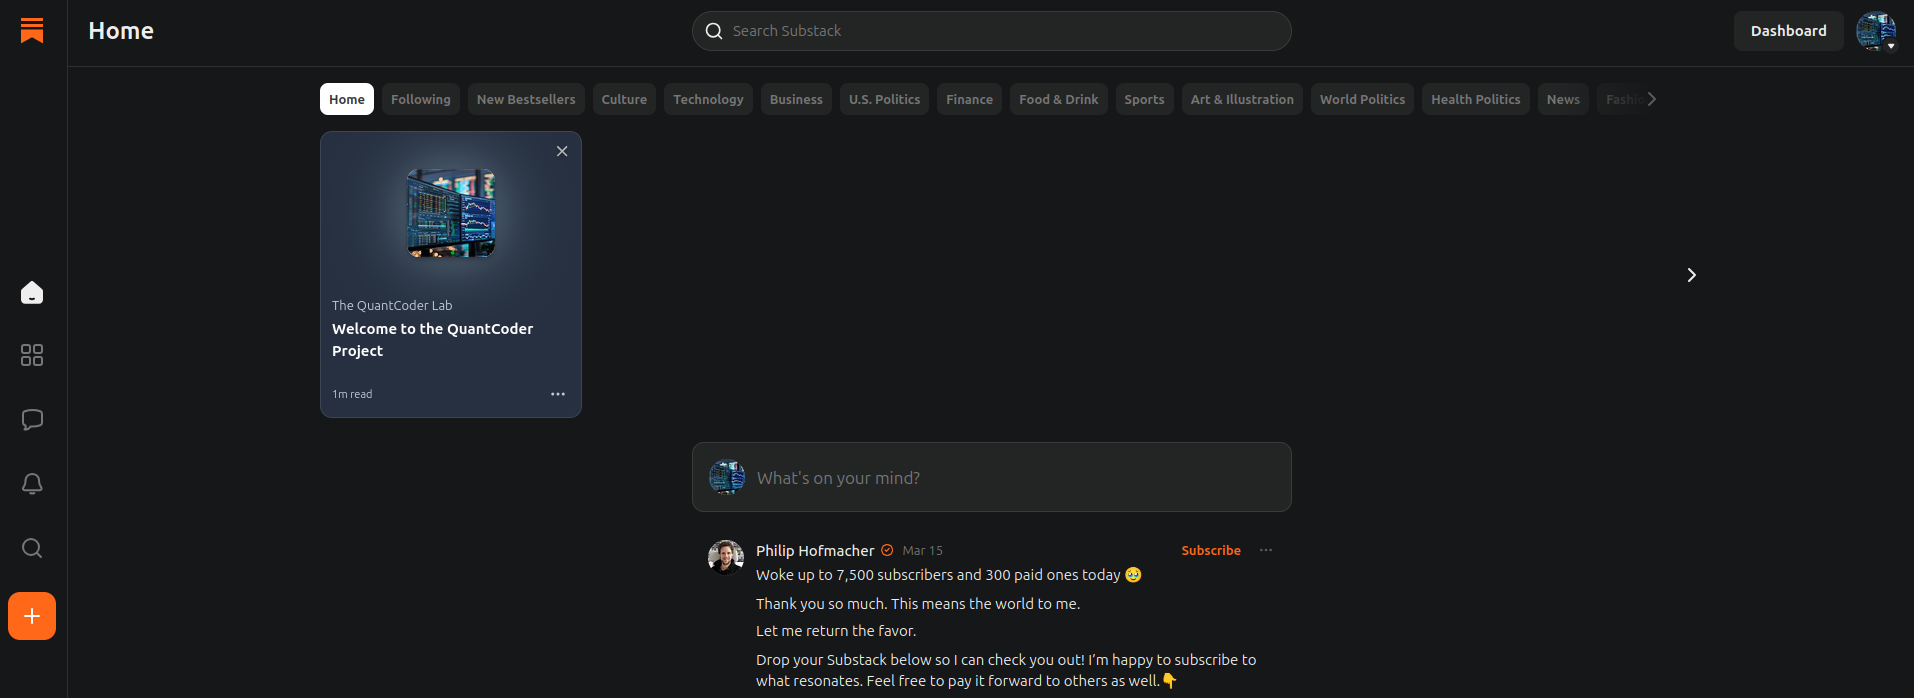 Home
Search Substack
Dashboard
Home
Following
New Bestsellers
Culture
Technology
Business
U.S. Politics
Finance
Food & Drink
Sports
Art & Illustration
World Politics
Health Politics
News
The QuantCoder Lab
Welcome to the QuantCoder
Project
1m read
What's on your mind?
Philip Hofmacher Mar 15
Subscribe
Woke up to 7,500 subscribers and 300 paid ones today 🥹
Thank you so much. This means the world to me.
Let me return the favor.
Drop your Substack below so I can check you out! I’m happy to subscribe to
what resonates. Feel free to pay it forward to others as well.👇